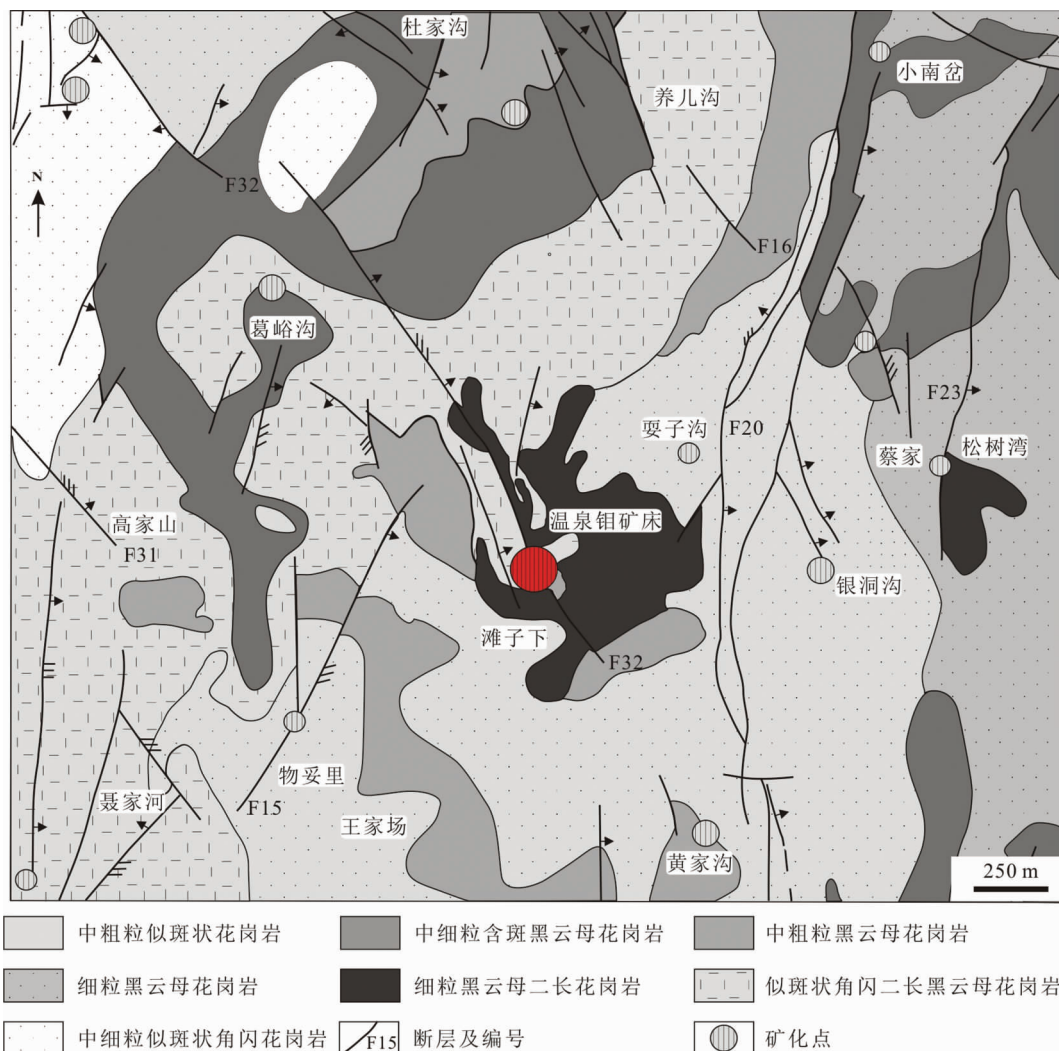 杜家沟
小南岔
养儿沟
N
F32
F16
葛峪沟
F23
耍子沟
F20
松树湾
蔡家
高家山
温泉钼矿床
F31
银洞沟
滩子下
F32
物妥里
聂家河
F15
王家场
黄家沟
250 m
中粗粒似斑状花岗岩
中细粒含斑黑云母花岗岩
中粗粒黑云母花岗岩
细粒黑云母花岗岩
细粒黑云母二长花岗岩
似斑状角闪二长黑云母花岗岩
中细粒似斑状角闪花岗岩
F15
断层及编号
矿化点